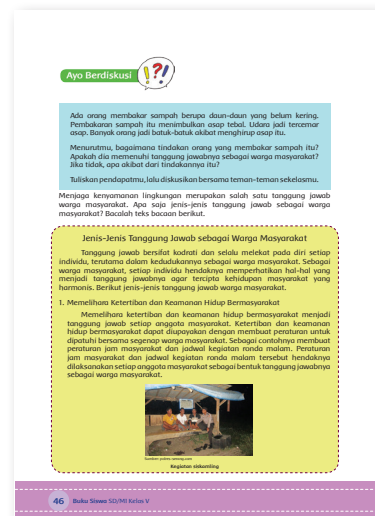 Ayo Berdiskusi
Ada orang membakar sampah berupa daun-daun yang belum kering.
Pembakaran sampah itu menimbulkan asap tebal. Udara jadi tercemar
asap. Banyak orang jadi batuk-batuk akibat menghirup asap itu.
Menurutmu, bagaimana tindakan orang yang membakar sampah itu?
Apakah dia memenuhi tanggung jawabnya sebagai warga masyarakat?
Jika tidak, apa akibat dari tindakannya itu?
Tuliskan pendapatmu, lalu diskusikan bersama teman-teman sekelasmu.
Menjaga kenyamanan lingkungan merupakan salah satu tanggung jawab
warga masyarakat. Apa saja jenis-jenis tanggung jawab sebagai warga
masyarakat? Bacalah teks bacaan berikut.
Jenis-Jenis Tanggung Jawab sebagai Warga Masyarakat
Tanggung jawab bersifat kodrati dan selalu melekat pada diri setiap
individu, terutama dalam kedudukannya sebagai warga masyarakat. Sebagai
warga masyarakat, setiap individu hendaknya memperhatikan hal-hal yang
menjadi tanggung jawabnya agar tercipta kehidupan masyarakat yang
harmonis. Berikut jenis-jenis tanggung jawab warga masyarakat.
1. Memelihara Ketertiban dan Keamanan Hidup Bermasyarakat
Memelihara ketertiban dan keamanan hidup bermasyarakat menjadi
tanggung jawab setiap anggota masyarakat. Ketertiban dan keamanan
hidup bermasyarakat dapat diupayakan dengan membuat peraturan untuk
dipatuhi bersama segenap warga masyarakat. Sebagai contohnya membuat
peraturan jam masyarakat dan jadwal kegiatan ronda malam. Peraturan
jam masyarakat dan jadwal kegiatan ronda malam tersebut hendaknya
dilaksanakan setiap anggota masyarakat sebagai bentuk tanggung jawabnya
sebagai warga masyarakat.
Kegiatan siskamling
46 Buku Siswa SD/MI Kelas V